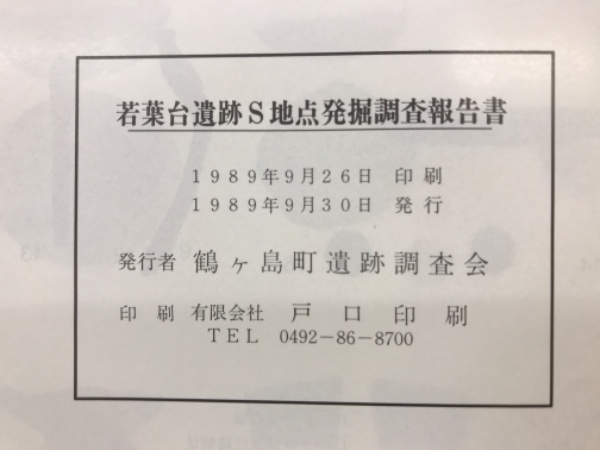 若葉台遺跡S地点発掘調査報告書
1989年9月26日 印刷
1989年9月30日 発行
発行者 鶴ヶ島町遺跡調査会
印刷 有限会社 戸口印刷
TEL 0492-86-8700